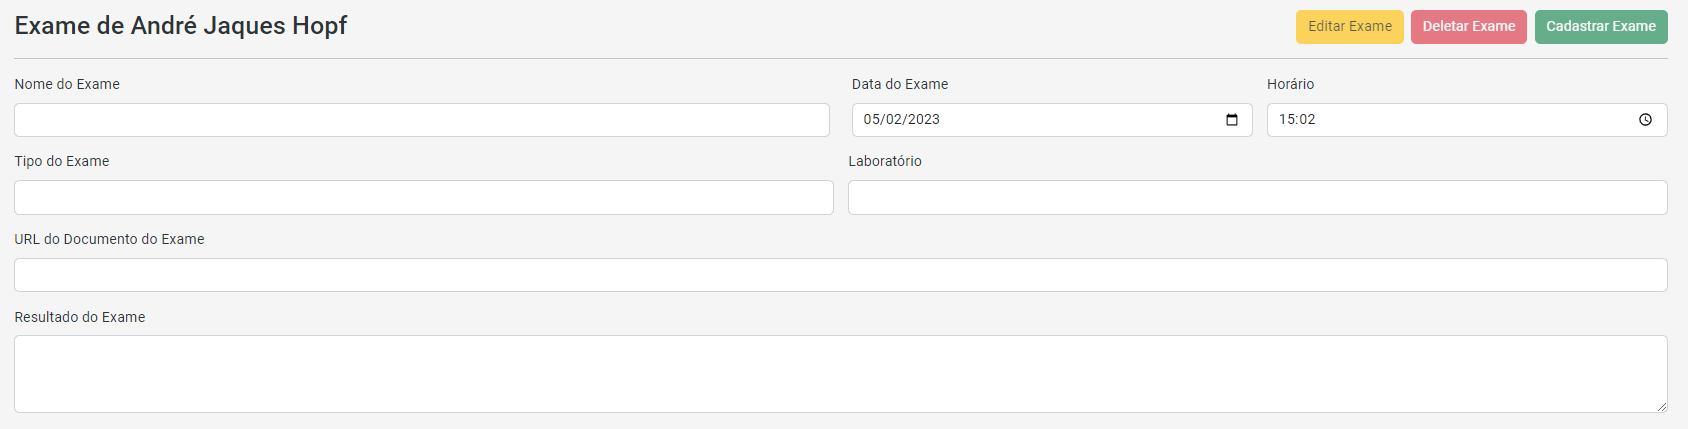 Exame de André Jaques Hopf
Editar Exame
Deletar Exame
Cadastrar Exame
Nome do Exame
Data do Exame
Horário
05/02/2023
15:02
Tipo do Exame
Laboratório
URL do Documento do Exame
Resultado do Exame